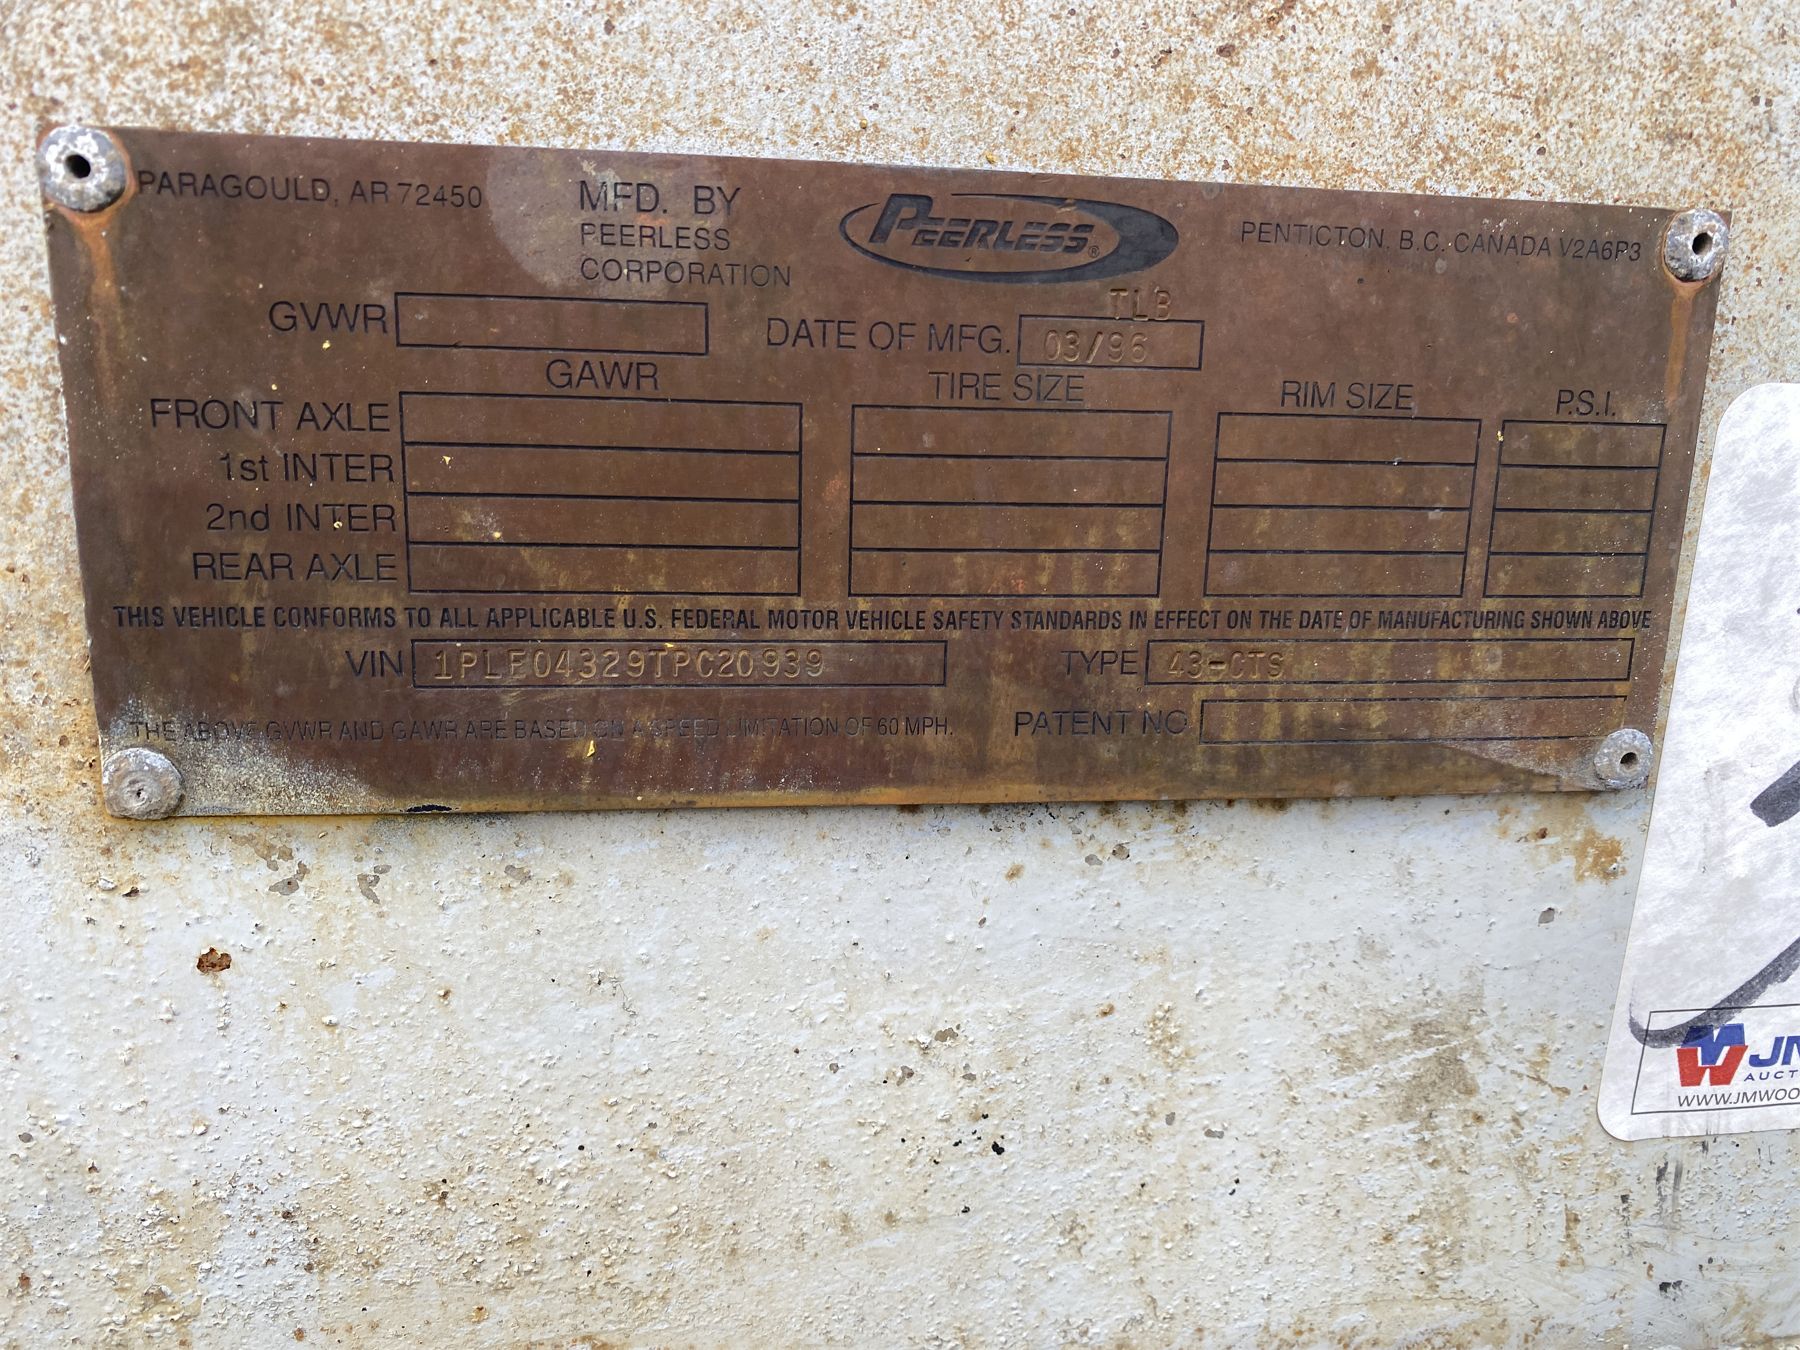 PARAGOULD, AR 72450
MFD. BY
PEERLESS
CORPORATION
PEERLESS®
PENTICTON, B.C. CANADA V2A6P3
TLB
GVWR
DATE OF MFG. 03/96
GAWR TIRE SIZE RIM SIZE P.S.I.
FRONT AXLE
1st INTER
2nd INTER
REAR AXLE
THIS VEHICLE CONFORMS TO ALL APPLICABLE U.S. FEDERAL MOTOR VEHICLE SAFETY STANDARDS IN EFFECT ON THE DATE OF MANUFACTURING SHOWN ABOVE
VIN 1PLE04329TPC20939 TYPE 43-CTS
THE ABOVE GVWR AND GAWR ARE BASED ON A SPEED LIMITATION OF 60 MPH. PATENT NO
JM
AUCT
WWW.JMWOO